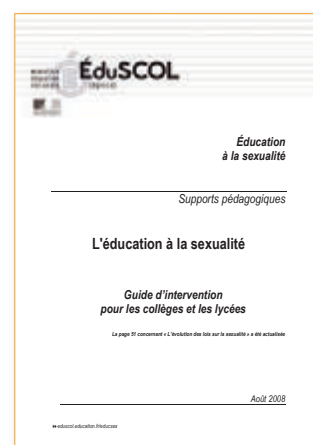 ÉduSCOL
Éducation
à la sexualité
Supports pédagogiques
L'éducation à la sexualité
Guide d'intervention
pour les collèges et les lycées
La page 51 concernant « L'évolution des lois sur la sexualité » a été actualisée
Août 2008
eduscol.education.fr/educsex